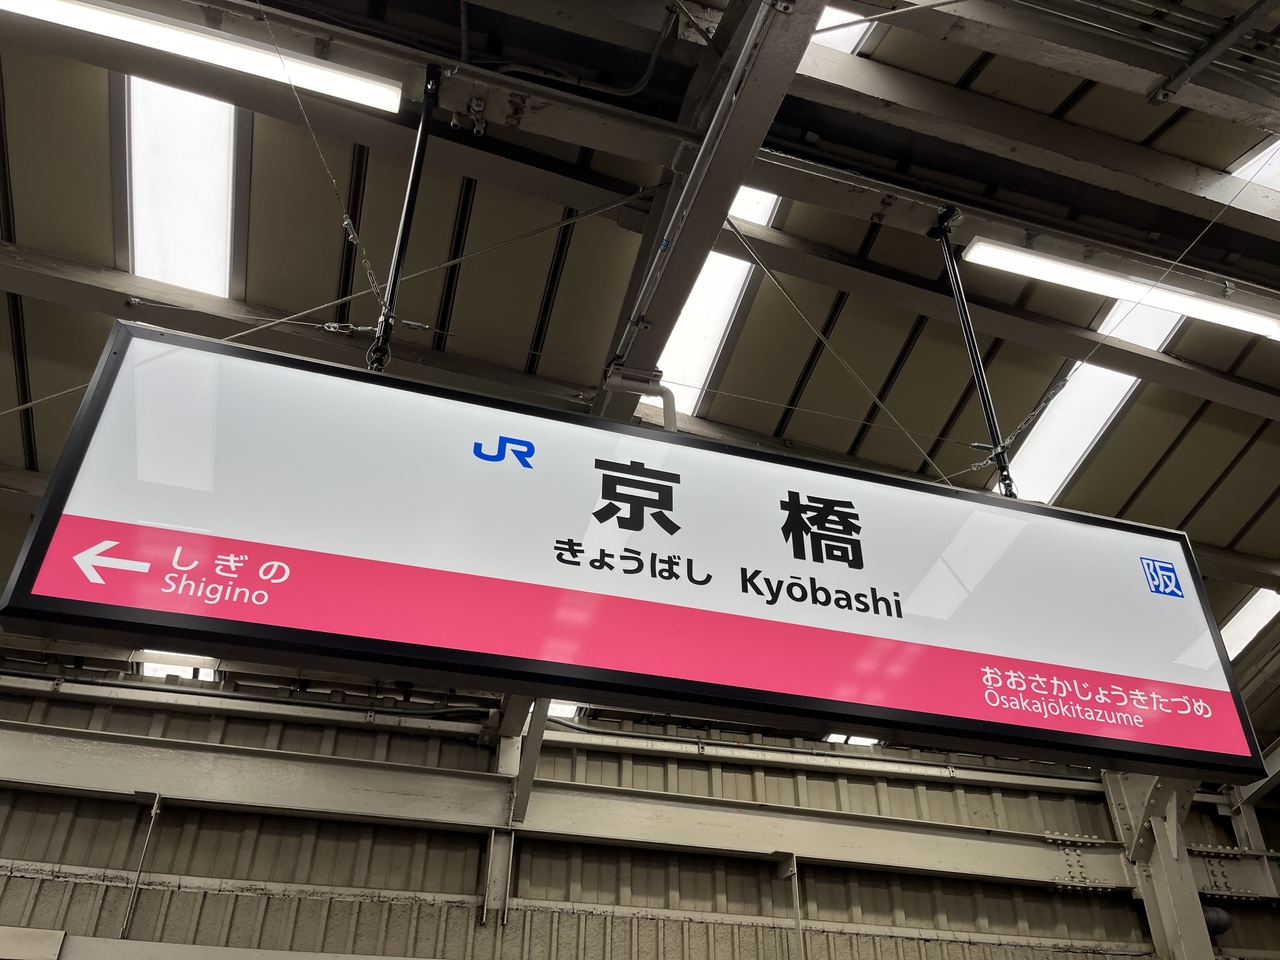 JR
京橋
きょうばし Kyōbashi
阪
← しぎの
Shigino
おおさかじょうきたづめ
Ōsakajōkitazume